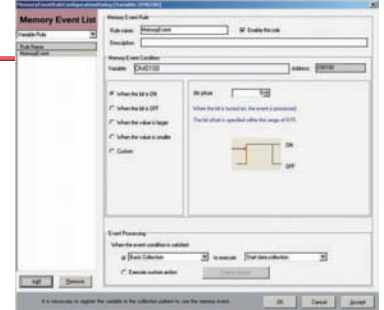 MemoryEventRuleConfigurationDialog [Variable: DM0100]
Memory Event List
Variable Rule
Rule Name
MemoryEvent
Add
Remove
Memory Event Rule
Rule name: MemoryEvent
Enable the rule
Description:
Memory Event Condition
Variable: DM0100
Address:
When the bit is ON
When the bit is OFF
When the value is larger
When the value is smaller
Custom
Bit offset
When the bit is turned on, the event is processed.
The bit offset is specified within the range of 0-15.
ON
OFF
Event Processing
When the event condition is satisfied
Basic Collection
to execute
Start data collection
Execute custom action
It is necessary to register the variable in the collection pattern to use the memory event.
OK
Cancel
Accept